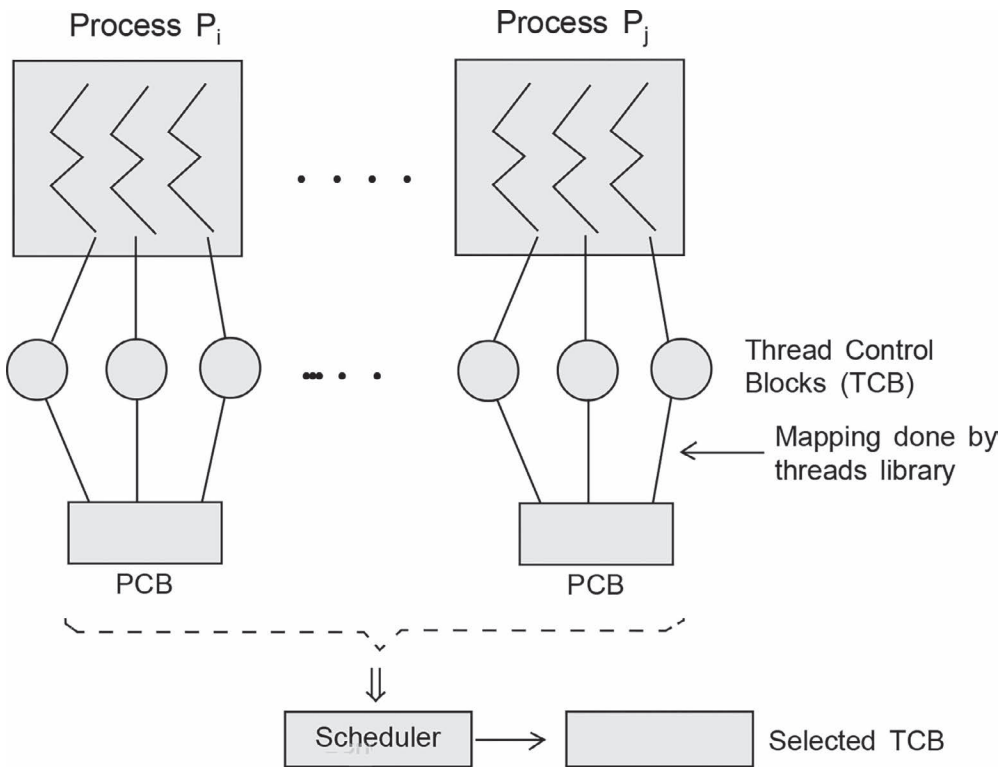 Process Pi
Process Pj
Thread Control
Blocks (TCB)
Mapping done by
threads library
PCB
PCB
Scheduler
Selected TCB